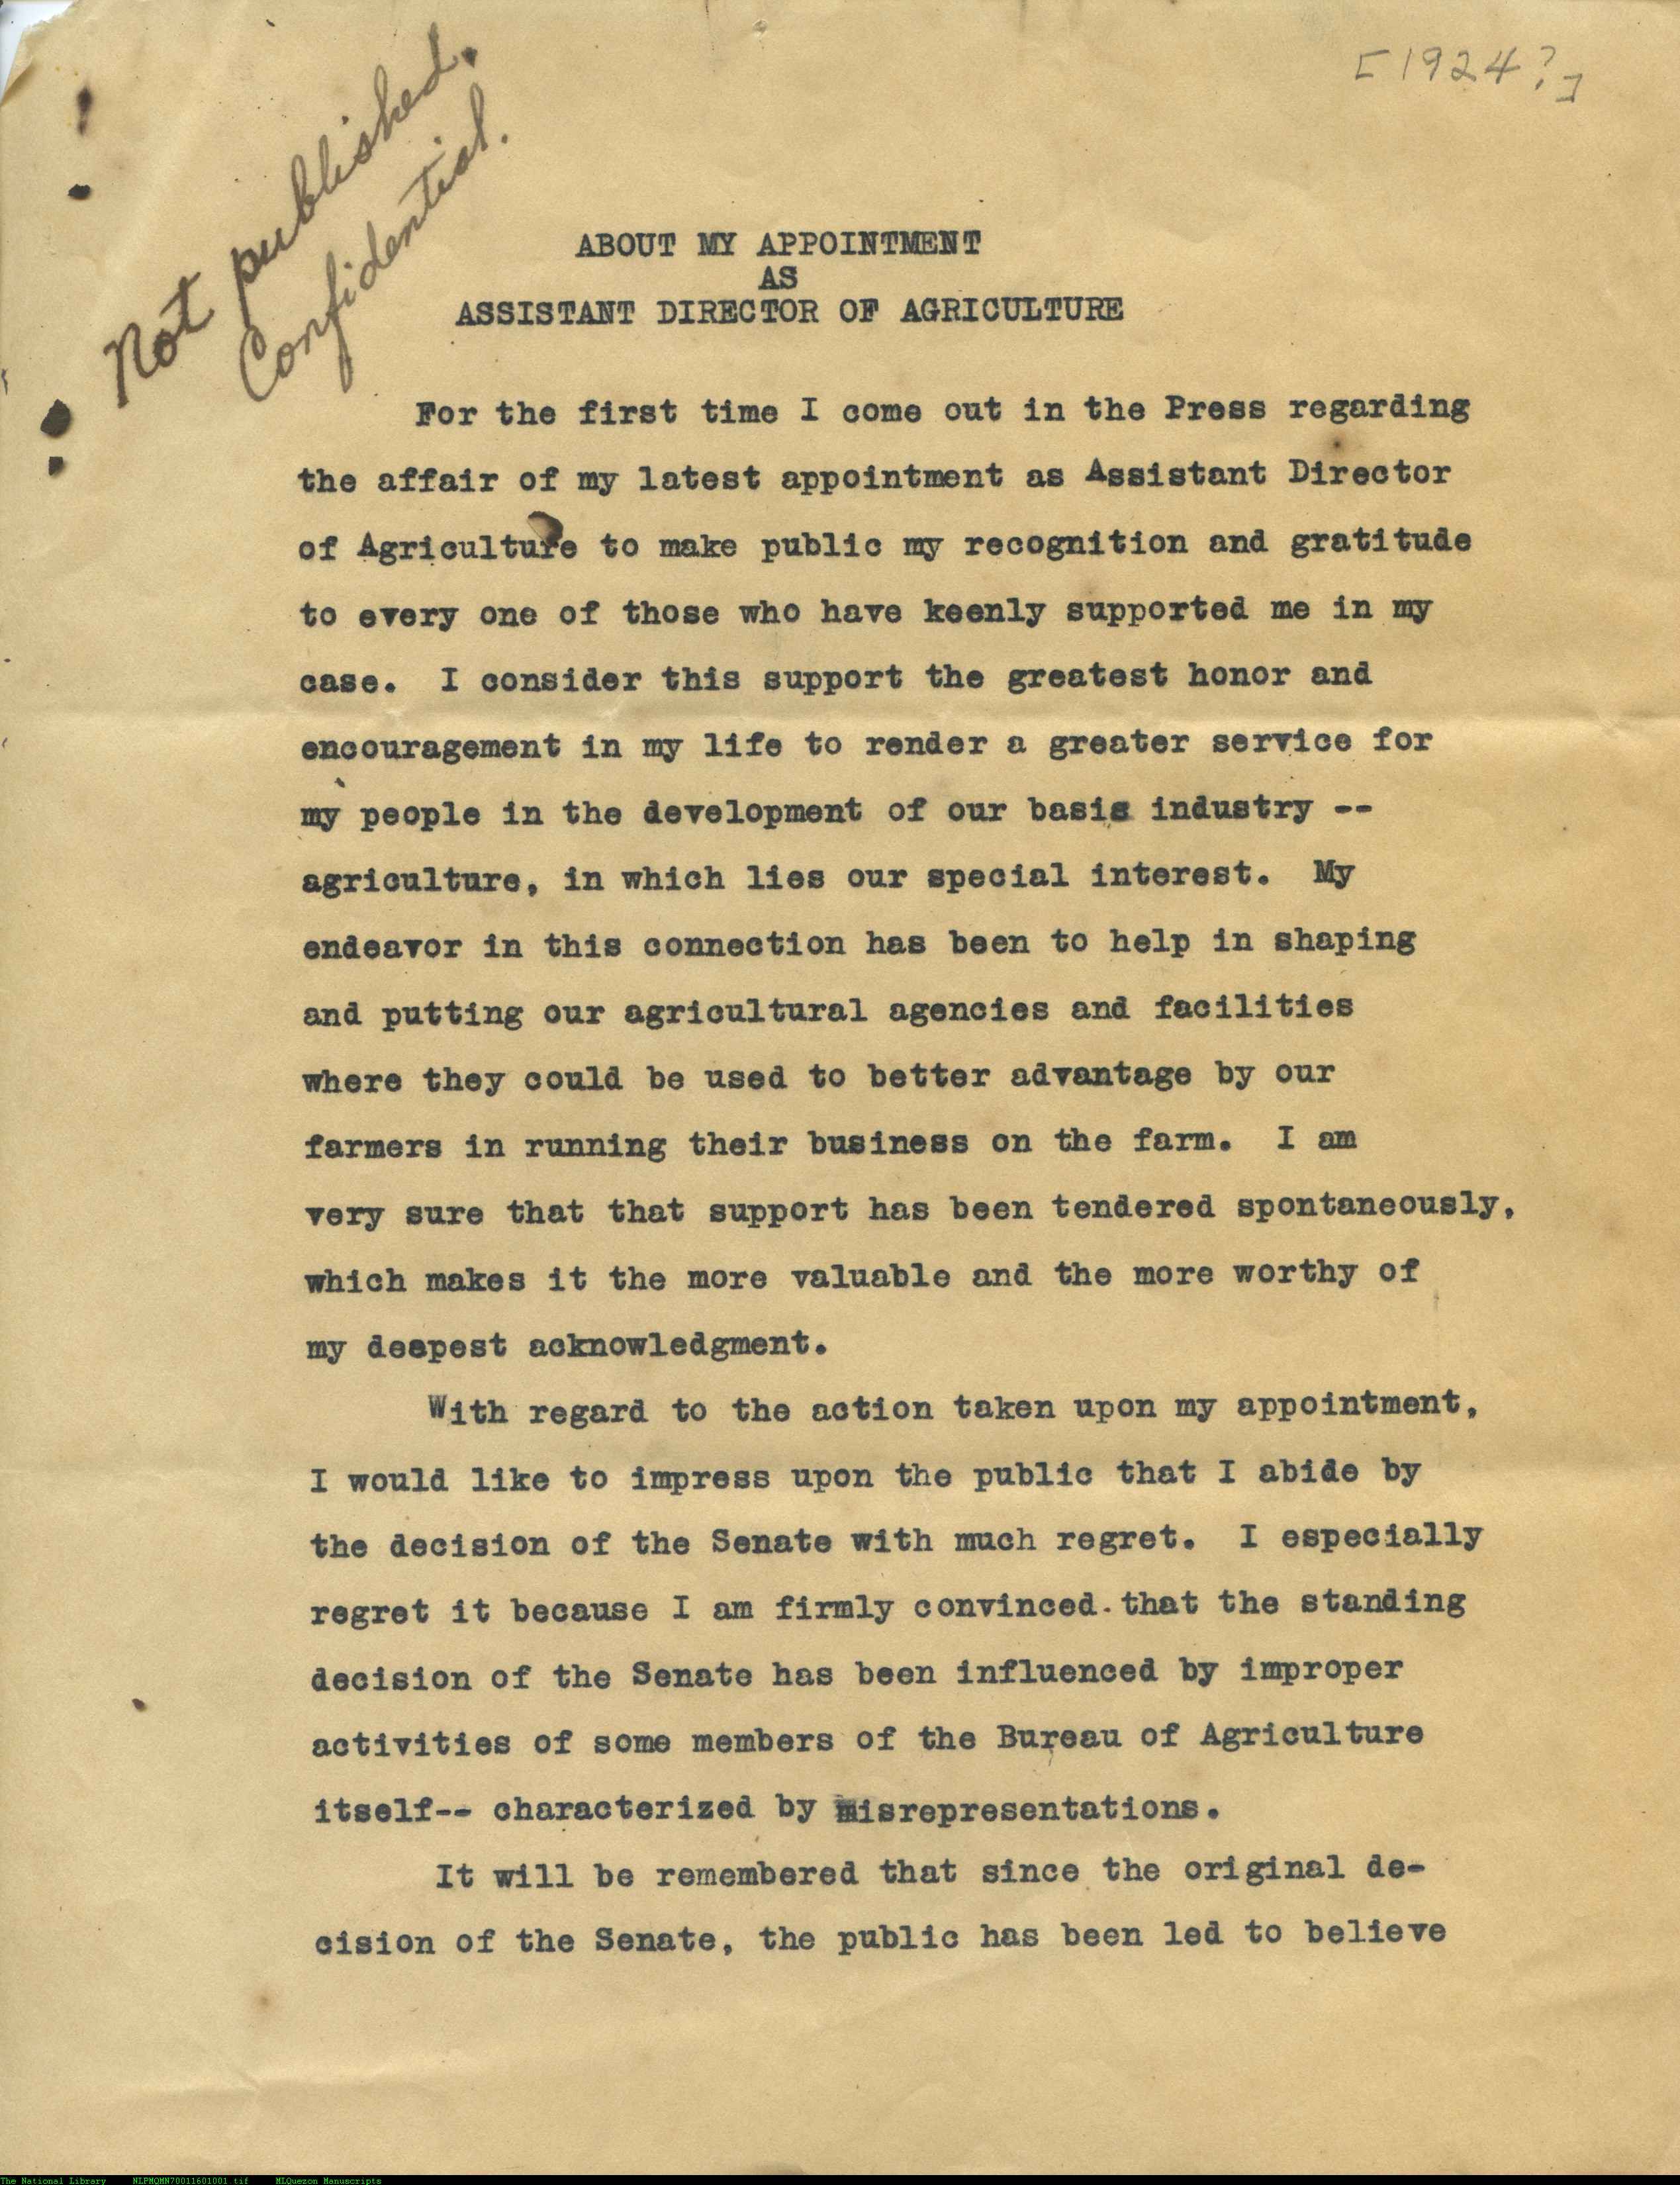 [1924?]
Not published.
Confidential.
ABOUT MY APPOINTMENT
AS
ASSISTANT DIRECTOR OF AGRICULTURE
For the first time I come out in the Press regarding
the affair of my latest appointment as Assistant Director
of Agriculture to make public my recognition and gratitude
to every one of those who have keenly supported me in my
case. I consider this support the greatest honor and
encouragement in my life to render a greater service for
my people in the development of our basis industry --
agriculture, in which lies our special interest. My
endeavor in this connection has been to help in shaping
and putting our agricultural agencies and facilities
where they could be used to better advantage by our
farmers in running their business on the farm. I am
very sure that that support has been tendered spontaneously,
which makes it the more valuable and the more worthy of
my deepest acknowledgment.
With regard to the action taken upon my appointment,
I would like to impress upon the public that I abide by
the decision of the Senate with much regret. I especially
regret it because I am firmly convinced that the standing
decision of the Senate has been influenced by improper
activities of some members of the Bureau of Agriculture
itself-- characterized by misrepresentations.
It will be remembered that since the original de-
cision of the Senate, the public has been led to believe
The National Library NLPMQMN70011601001.tif MLQuezon Manuscripts